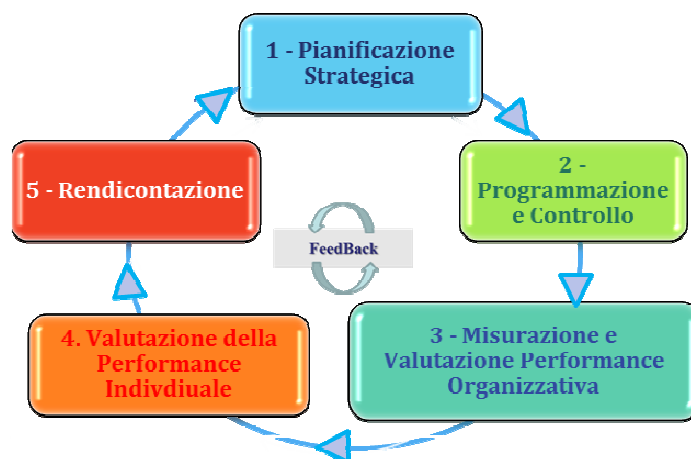 1 - Pianificazione
Strategica
2 -
Programmazione
e Controllo
3 - Misurazione e
Valutazione Performance
Organizzativa
4. Valutazione della
Performance
Indivdiuale
5 - Rendicontazione
FeedBack